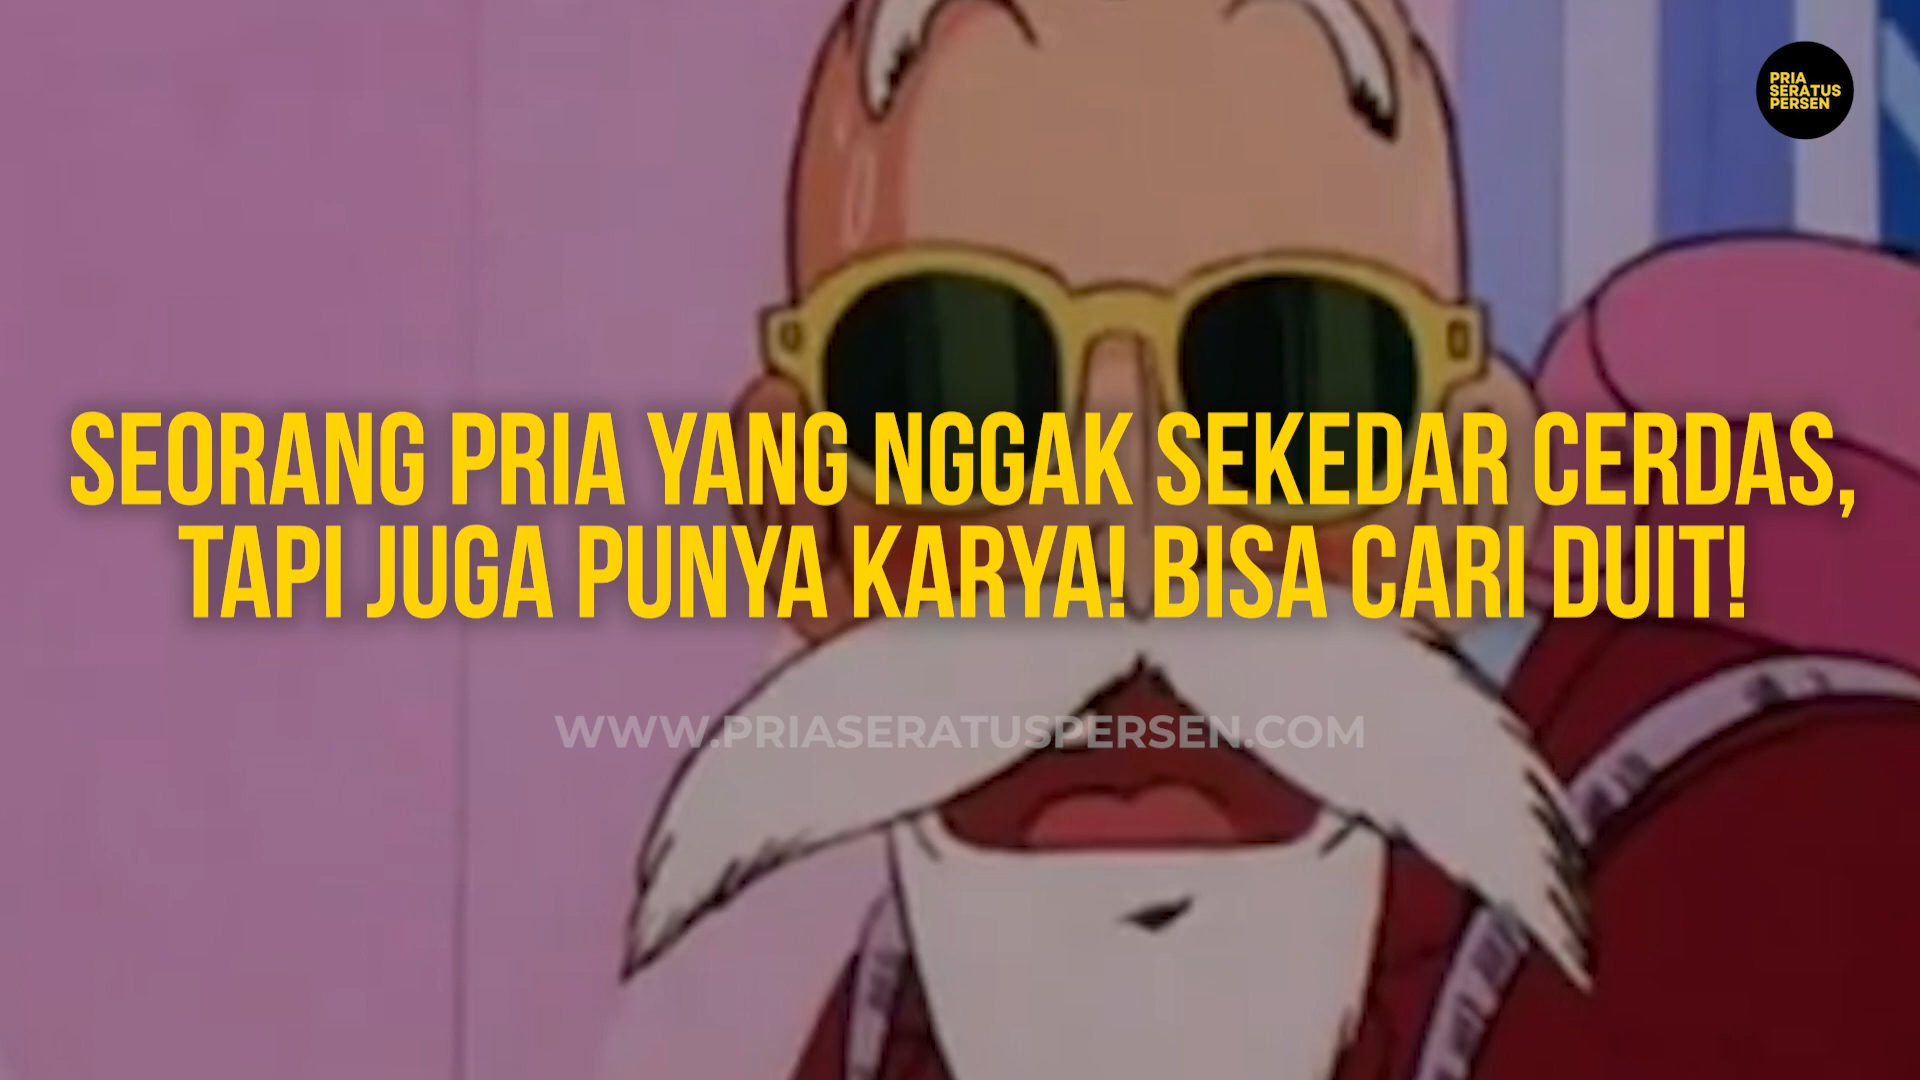 PRIA
SERATUS
PERSEN
SEORANG PRIA YANG NGGAK SEKEDAR CERDAS,
TAPI JUGA PUNYA KARYA! BISA CARI DUIT!
WWW.PRIASERATUSPERSEN.COM